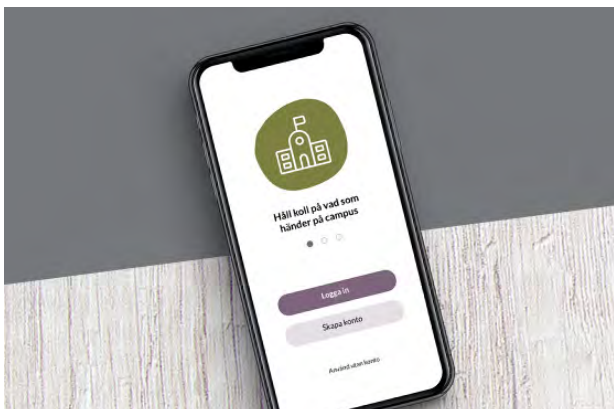 Håll koll på vad som
händer på campus
Logga in
Skapa konto
Använd utan konto